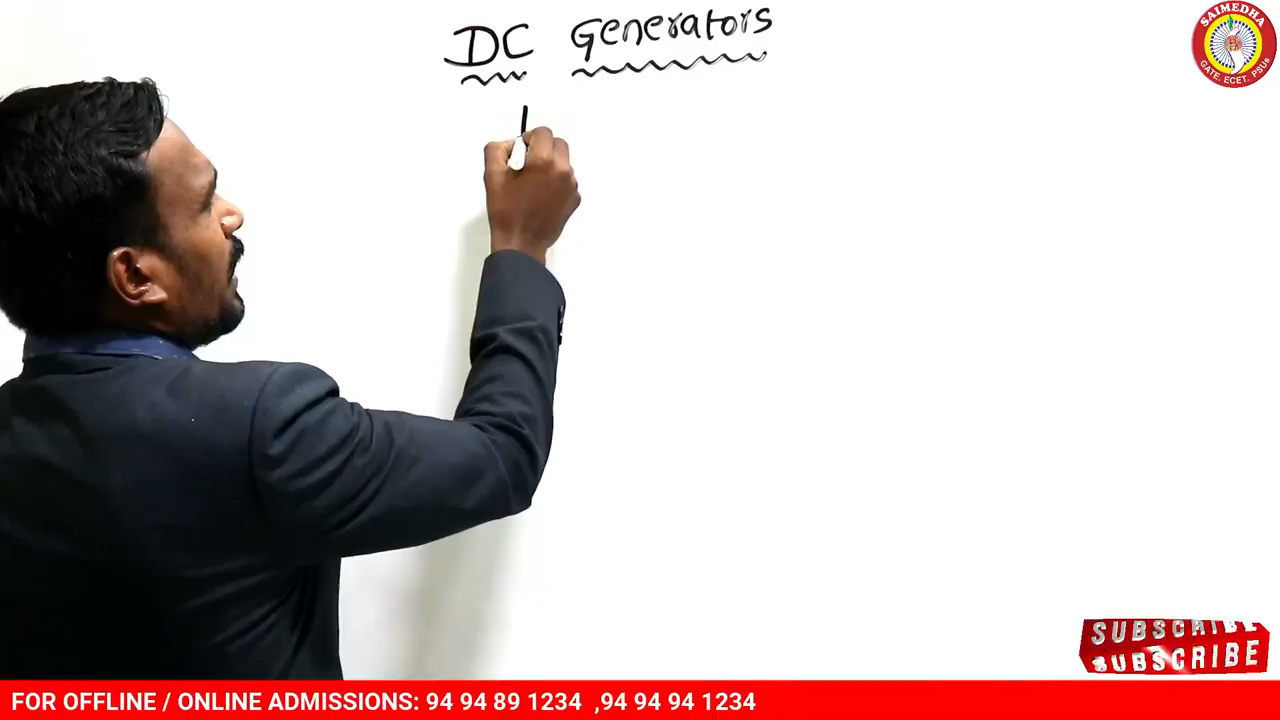 DC Generators
SAIMEDHA
GATE. ECET. PSUs
SUBSCRIBE
SUBSCRIBE
FOR OFFLINE / ONLINE ADMISSIONS: 94 94 89 1234 ,94 94 94 1234